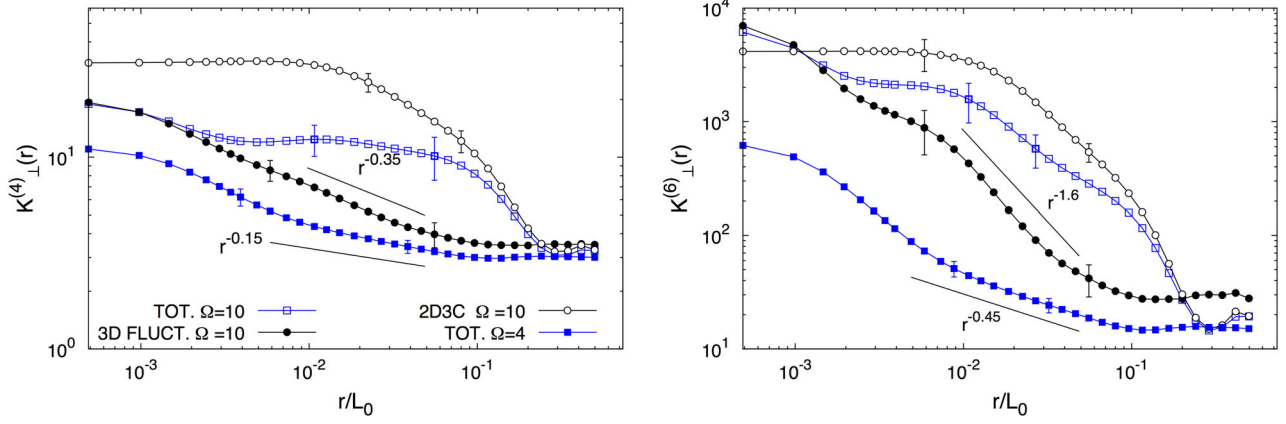 K^(4)_⊥(r)
10^1
10^0
r^-0.35
r^-0.15
TOT. Ω=10
2D3C Ω=10
3D FLUCT. Ω=10
TOT. Ω=4
10^-3
10^-2
10^-1
r/L_0
K^(6)_⊥(r)
10^4
10^3
10^2
10^1
r^-1.6
r^-0.45
10^-3
10^-2
10^-1
r/L_0